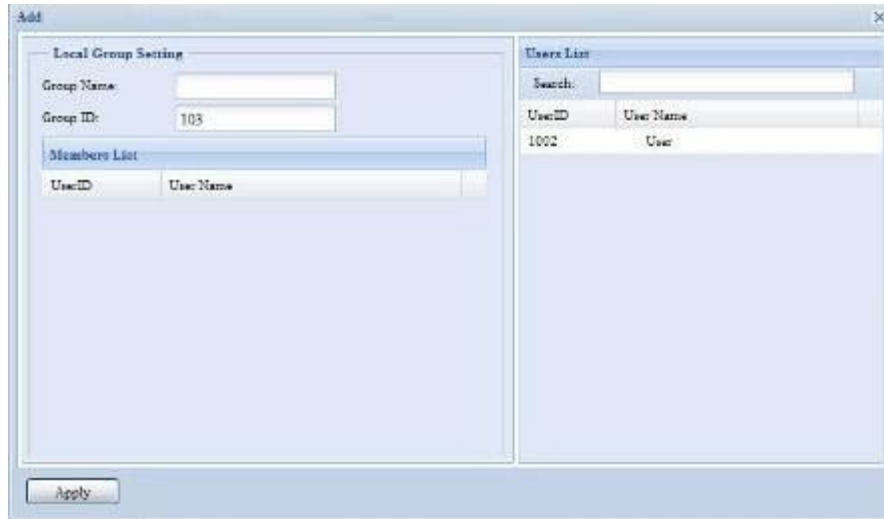 Add
Local Group Setting
Group Name:
Group ID: 103
Members List
UserID User Name
Users List
Search:
UserID User Name
1002 User
Apply